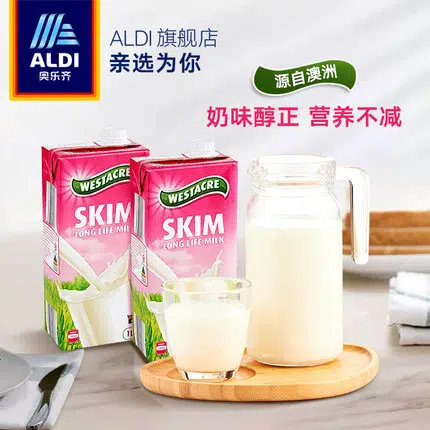 ALDI
奥乐齐
ALDI 旗舰店
亲选为你
源自澳洲
奶味醇正 营养不减
WESTACRE
SKIM
LONG LIFE MILK
WESTACRE
SKIM
LONG LIFE MILK